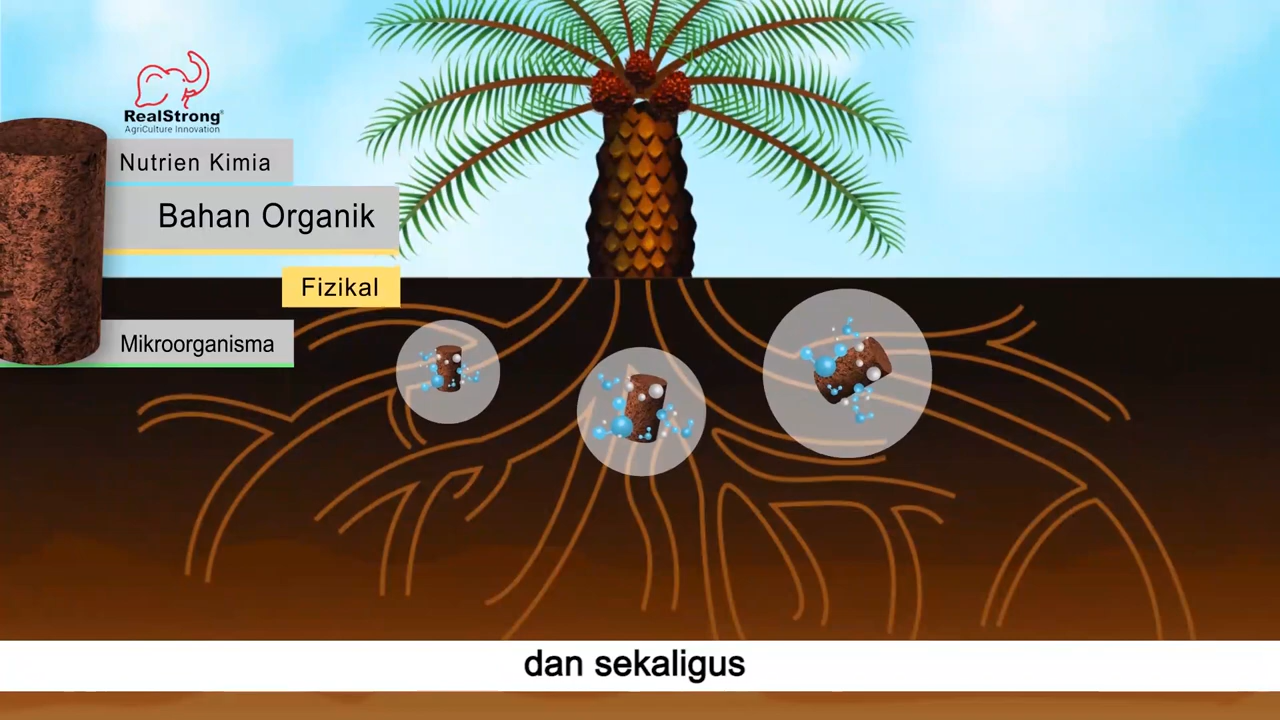 RealStrong®
AgriCulture Innovation
Nutrien Kimia
Bahan Organik
Fizikal
Mikroorganisma
dan sekaligus